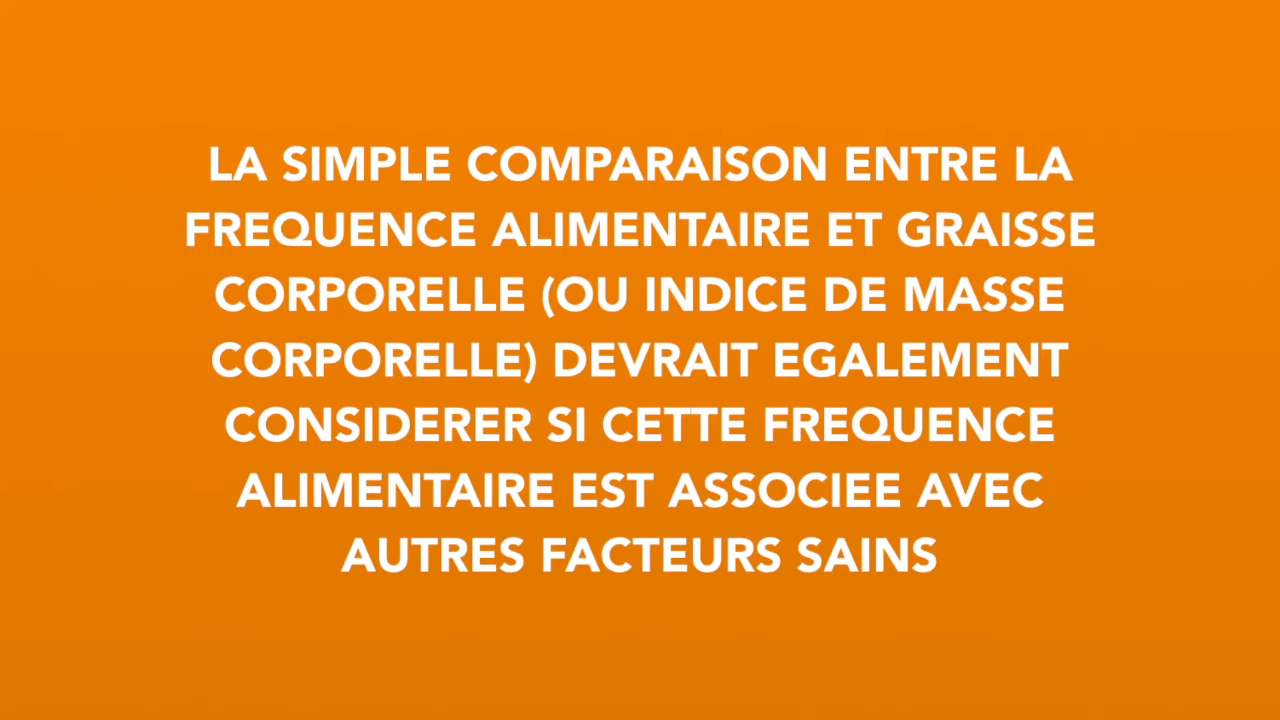 LA SIMPLE COMPARAISON ENTRE LA
FREQUENCE ALIMENTAIRE ET GRAISSE
CORPORELLE (OU INDICE DE MASSE
CORPORELLE) DEVRAIT EGALEMENT
CONSIDERER SI CETTE FREQUENCE
ALIMENTAIRE EST ASSOCIEE AVEC
AUTRES FACTEURS SAINS